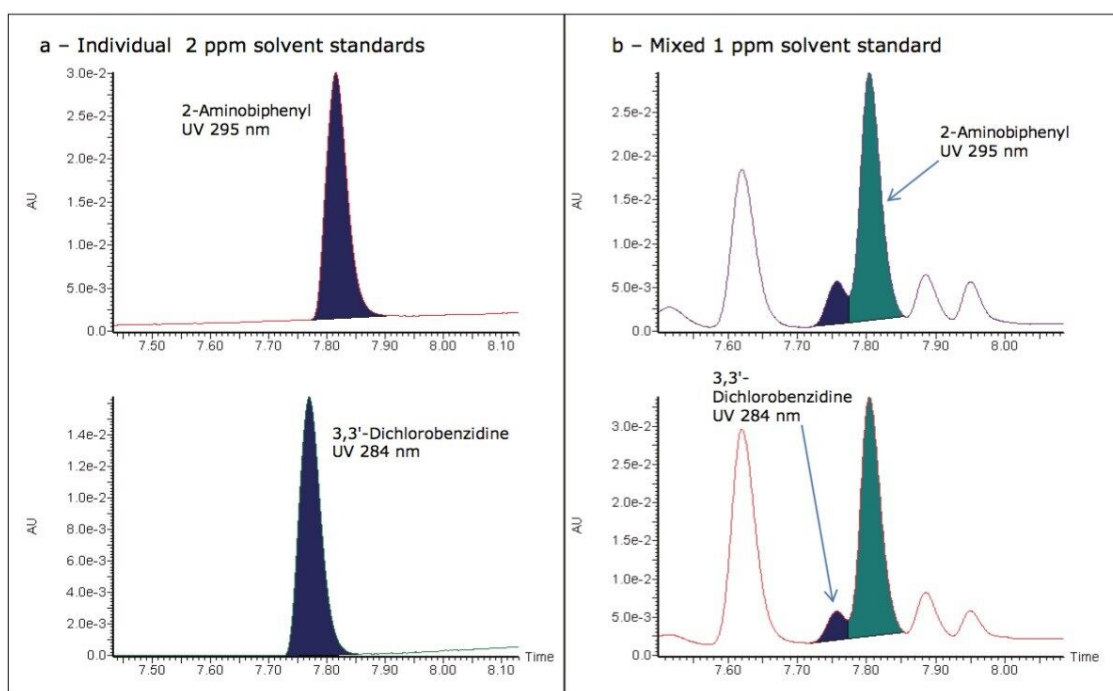 a – Individual 2 ppm solvent standards
3.0e-2
2.5e-2
2.0e-2
1.5e-2
1.0e-2
5.0e-3
0.0
AU
2-Aminobiphenyl
UV 295 nm
7.50 7.60 7.70 7.80 7.90 8.00 8.10
1.4e-2
1.2e-2
1.0e-2
8.0e-3
6.0e-3
4.0e-3
2.0e-3
0.0
AU
3,3'-Dichlorobenzidine
UV 284 nm
7.50 7.60 7.70 7.80 7.90 8.00 8.10
Time
b – Mixed 1 ppm solvent standard
2.5e-2
2.0e-2
1.5e-2
1.0e-2
5.0e-3
0.0
AU
2-Aminobiphenyl
UV 295 nm
7.60 7.70 7.80 7.90 8.00
3.0e-2
2.5e-2
2.0e-2
1.5e-2
1.0e-2
5.0e-3
0.0
AU
3,3'-
Dichlorobenzidine
UV 284 nm
7.60 7.70 7.80 7.90 8.00
Time